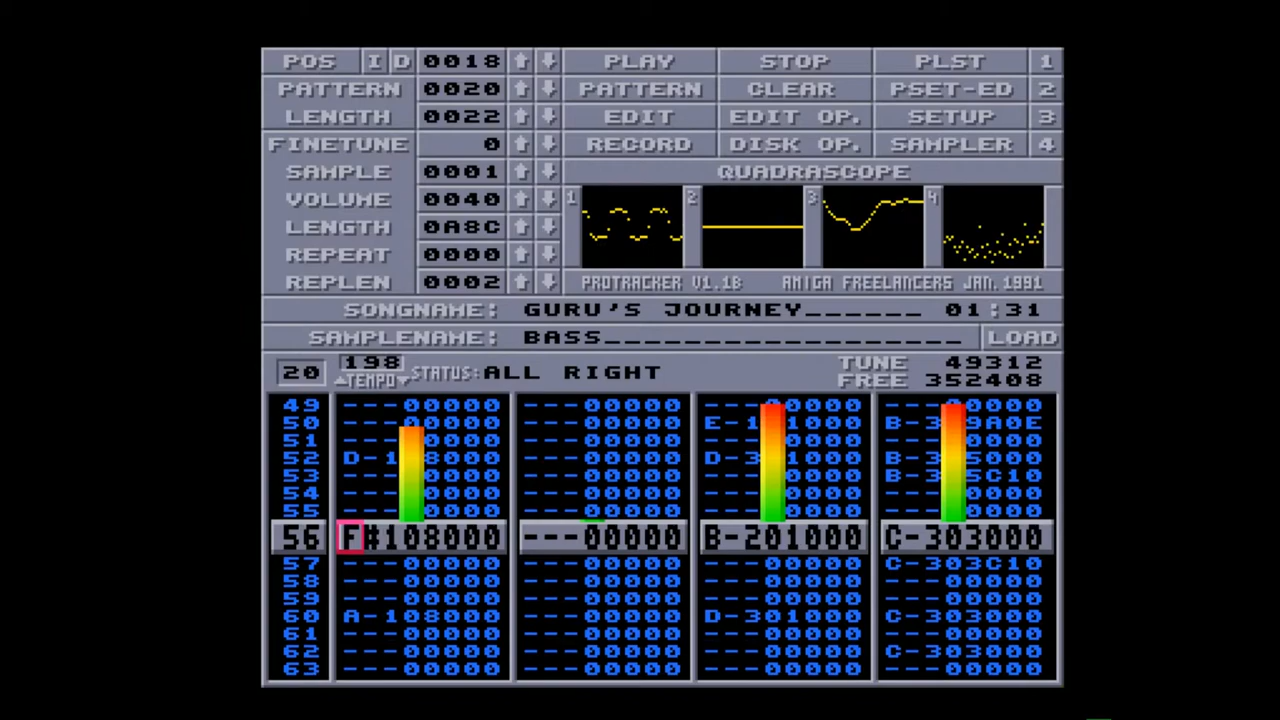 POS I D 0018 PLAY STOP PLST 1
PATTERN 0020 PATTERN CLEAR PSET-ED 2
LENGTH 0022 EDIT EDIT OP. SETUP 3
FINETUNE 0 RECORD DISK OP. SAMPLER 4
SAMPLE 0001 QUADRASCOPE
VOLUME 0040 1 2 3 4
LENGTH 0A8C
REPEAT 0000
REPLEN 0002 PROTRACKER V1.1B AMIGA FREELANCERS JAN.1991
SONGNAME: GURU'S JOURNEY______ 01:31
SAMPLENAME: BASS__________________ LOAD
20 198 TEMPO STATUS:ALL RIGHT TUNE 49312
FREE 352408
49 ---00000 ---00000 ---00000 ---00000
50 ---00000 ---00000 E-1 1000 B-3 9A0E
51 ---00000 ---00000 ---00000 ---00000
52 D-108000 ---00000 D-301000 B-3 5000
53 ---00000 ---00000 ---00000 B-3 5C10
54 ---00000 ---00000 ---00000 ---00000
55 ---00000 ---00000 ---00000 ---00000
56 F#108000 ---00000 B-201000 C-303000
57 ---00000 ---00000 ---00000 C-303C10
58 ---00000 ---00000 ---00000 ---00000
59 ---00000 ---00000 ---00000 ---00000
60 A-108000 ---00000 D-301000 C-303000
61 ---00000 ---00000 ---00000 ---00000
62 ---00000 ---00000 ---00000 C-303000
63 ---00000 ---00000 ---00000 ---00000